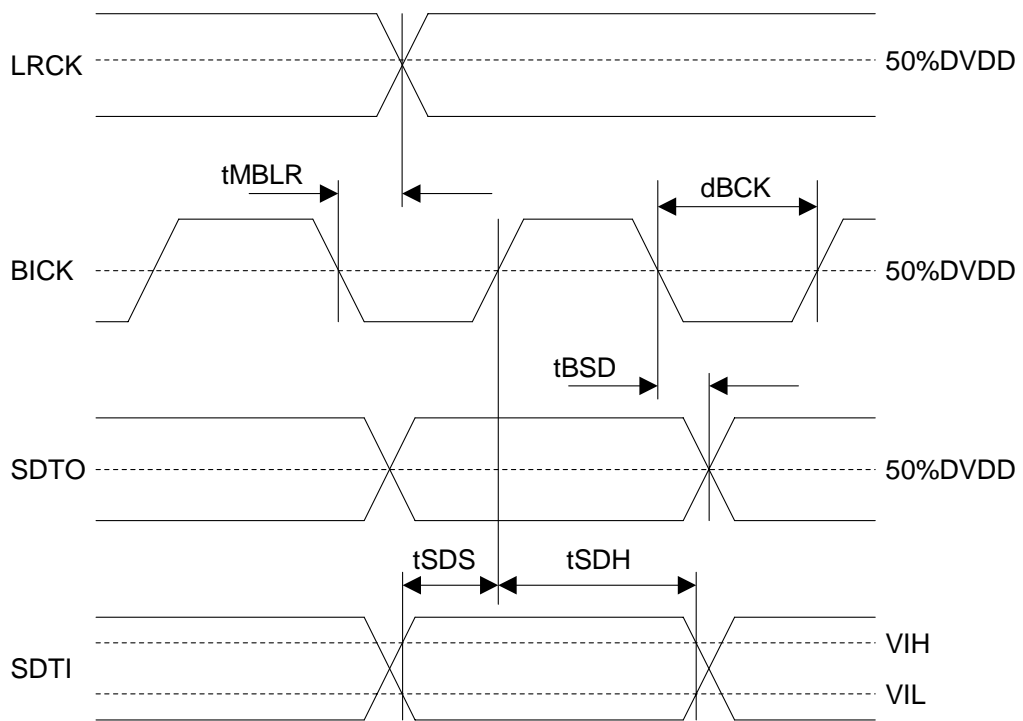 LRCK
50%DVDD
tMBLR
dBCK
BICK
50%DVDD
tBSD
SDTO
50%DVDD
tSDS
tSDH
SDTI
VIH
VIL